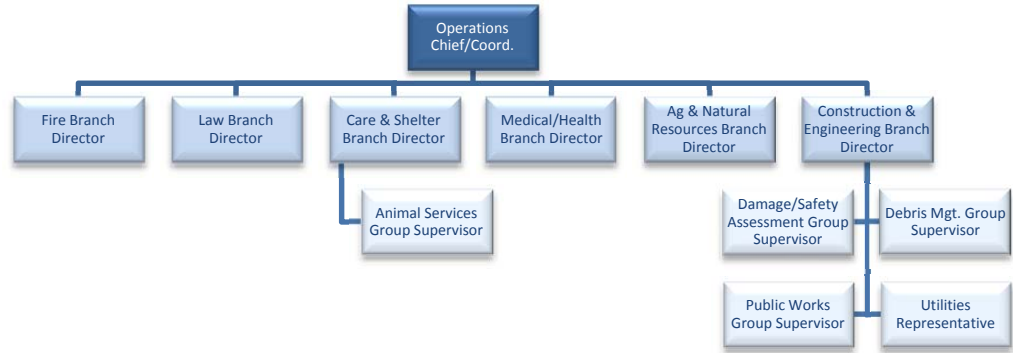 Operations
Chief/Coord.
Fire Branch
Director
Law Branch
Director
Care & Shelter
Branch Director
Medical/Health
Branch Director
Ag & Natural
Resources Branch
Director
Construction &
Engineering Branch
Director
Animal Services
Group Supervisor
Damage/Safety
Assessment Group
Supervisor
Debris Mgt. Group
Supervisor
Public Works
Group Supervisor
Utilities
Representative